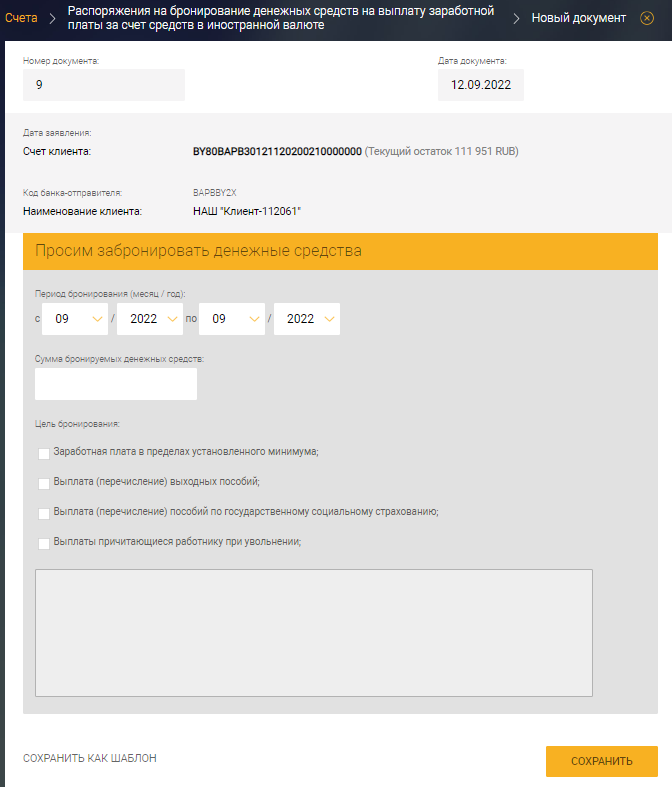 Счета
Распоряжения на бронирование денежных средств на выплату заработной
платы за счет средств в иностранной валюте
Новый документ
Номер документа:
Дата документа:
9
12.09.2022
Дата заявления:
Счет клиента:
BY80BAPB30121120200210000000 (Текущий остаток 111 951 RUB)
Код банка-отправителя:
BAPBBY2X
Наименование клиента:
НАШ "Клиент-112061"
Просим забронировать денежные средства
Период бронирования (месяц / год):
с 09 / 2022 по 09 / 2022
Сумма бронируемых денежных средств:
Цель бронирования:
Заработная плата в пределах установленного минимума;
Выплата (перечисление) выходных пособий;
Выплата (перечисление) пособий по государственному социальному страхованию;
Выплаты причитающиеся работнику при увольнении;
СОХРАНИТЬ КАК ШАБЛОН
СОХРАНИТЬ